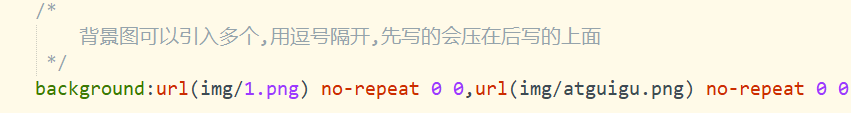 /*
背景图可以引入多个,用逗号隔开,先写的会压在后写的上面
*/
background:url(img/1.png) no-repeat 0 0,url(img/atguigu.png) no-repeat 0 0